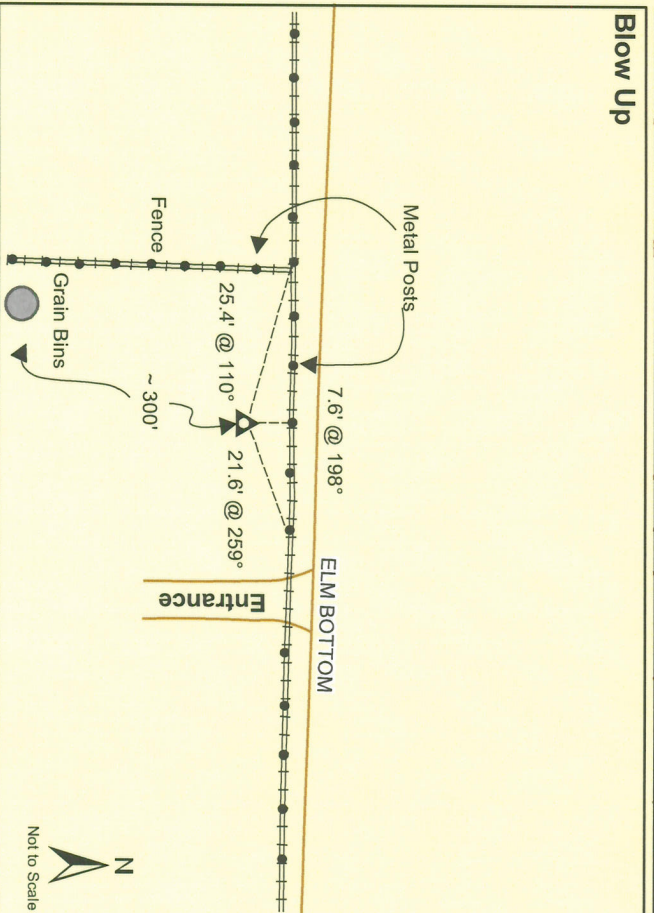 Blow Up
Metal Posts
Fence
7.6' @ 198°
25.4' @ 110°
21.6' @ 259°
Grain Bins
~ 300'
ELM BOTTOM
Entrance
N
Not to Scale